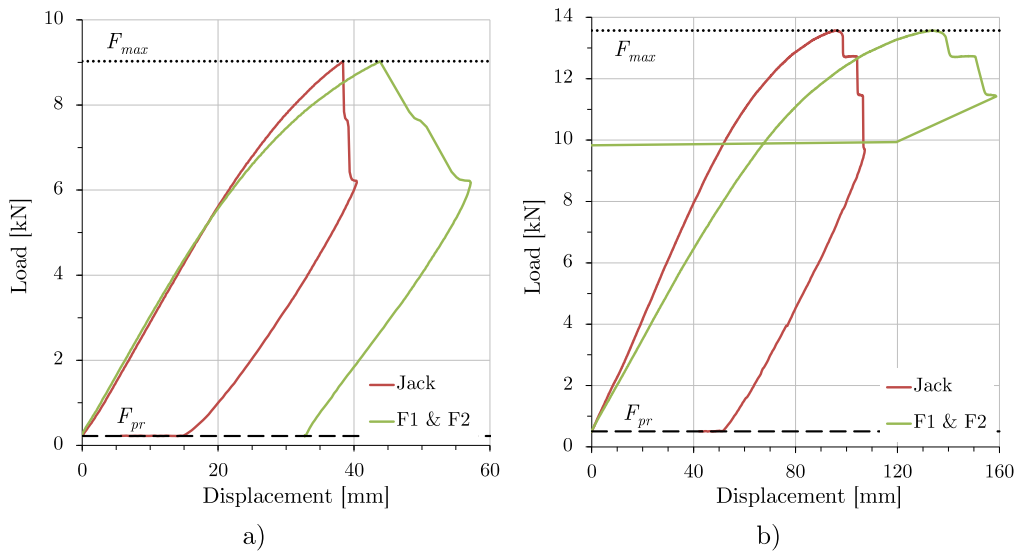 10
8
6
4
2
0
Load [kN]
F_max
F_pr
Jack
F1 & F2
0 20 40 60
Displacement [mm]
a)
14
12
10
8
6
4
2
0
Load [kN]
F_max
F_pr
Jack
F1 & F2
0 40 80 120 160
Displacement [mm]
b)